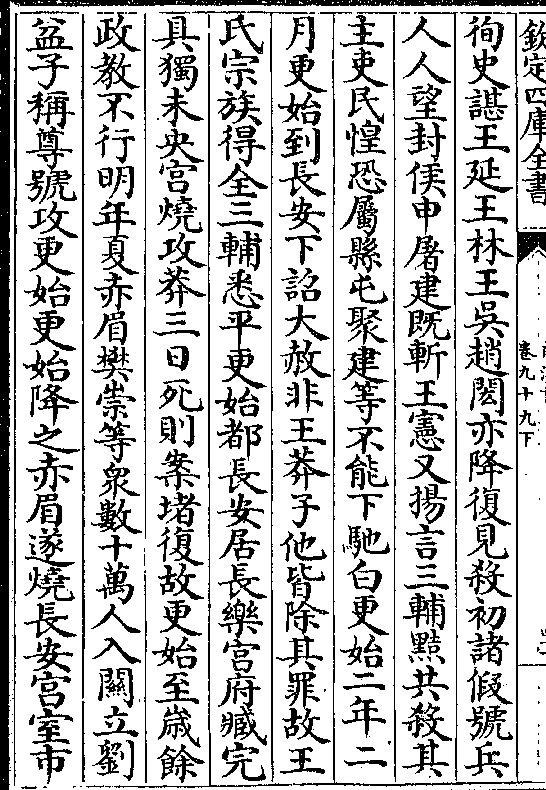 欽定四庫全書
卷九十九下
徇史諶王延王林王吳趙閎亦降復見殺初諸假號兵
人人望封侯申屠建既斬王憲又揚言三輔黠共殺其
主吏民惶恐屬縣屯聚建等不能下馳白更始二年二
月更始到長安下詔大赦非王莽子他皆除其罪故王
氏宗族得全三輔悉平更始都長安居長樂宮府臧完
具獨未央宮燒攻莽三日死則案堵復故更始至歲餘
政教不行明年夏赤眉樊崇等衆數十萬人入關立劉
盆子稱尊號攻更始更始降之赤眉遂燒長安宮室市